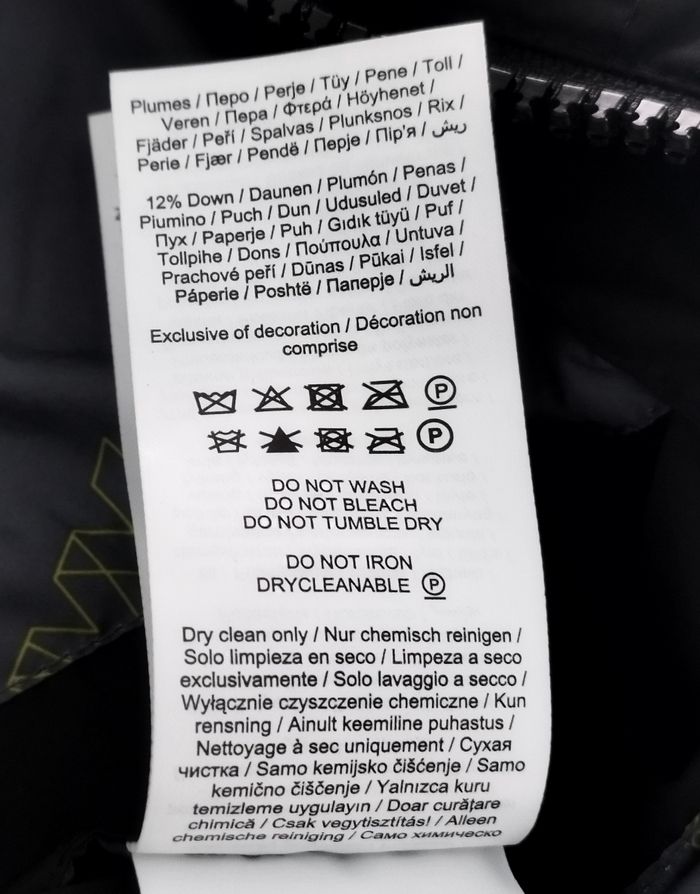 Plumes / Перо / Perje / Tüy / Pene / Toll /
Veren / Пера / Φτερά / Höyhenet /
Fjäder / Peří / Spalvas / Plunksnos / Rix /
Perie / Fjær / Pendë / Перје / Пір'я / ريش
12% Down / Daunen / Plumón / Penas /
Piumino / Puch / Dun / Udusuled / Duvet /
Пух / Paperje / Puh / Gıdık tüyü / Puf /
Tollpihe / Dons / Πούπουλα / Untuva /
Prachové peří / Dūnas / Pūkai / Isfel /
Páperie / Poshtë / Паперје / الريش
Exclusive of decoration / Décoration non
comprise
P
P
DO NOT WASH
DO NOT BLEACH
DO NOT TUMBLE DRY
DO NOT IRON
DRYCLEANABLE P
Dry clean only / Nur chemisch reinigen /
Solo limpieza en seco / Limpeza a seco
exclusivamente / Solo lavaggio a secco /
Wyłącznie czyszczenie chemiczne / Kun
rensning / Ainult keemiline puhastus /
Nettoyage à sec uniquement / Сухая
чистка / Samo kemijsko čišćenje / Samo
kemično čiščenje / Yalnızca kuru
temizleme uygulayın / Doar curățare
chimică / Csak vegytisztítás! / Alleen
chemische reiniging / Само химическо